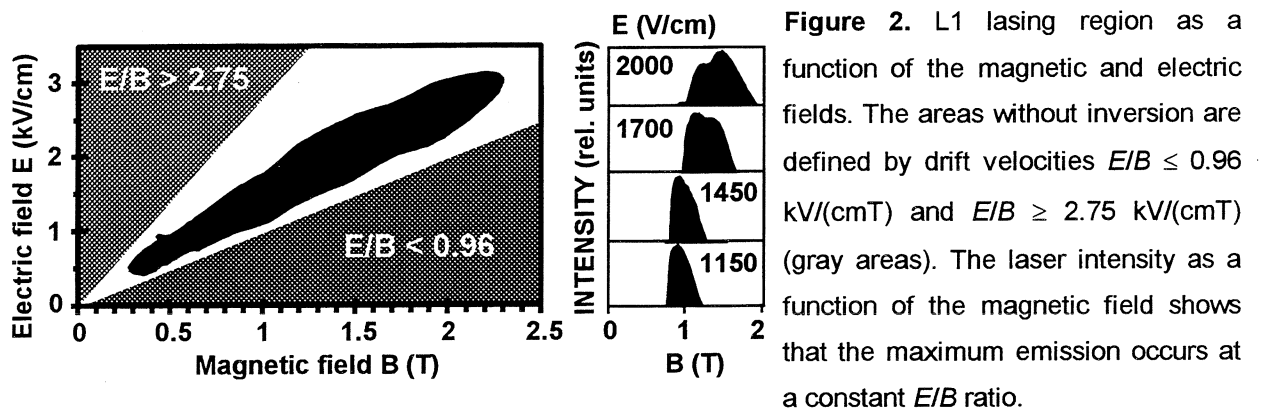 E/B > 2.75
E/B < 0.96
Electric field E (kV/cm)
3
2
1
0
0 0.5 1 1.5 2 2.5
Magnetic field B (T)
E (V/cm)
2000
1700
1450
1150
INTENSITY (rel. units)
0 1 2
B (T)
Figure 2. L1 lasing region as a
function of the magnetic and electric
fields. The areas without inversion are
defined by drift velocities E/B ≤ 0.96
kV/(cmT) and E/B ≥ 2.75 kV/(cmT)
(gray areas). The laser intensity as a
function of the magnetic field shows
that the maximum emission occurs at
a constant E/B ratio.